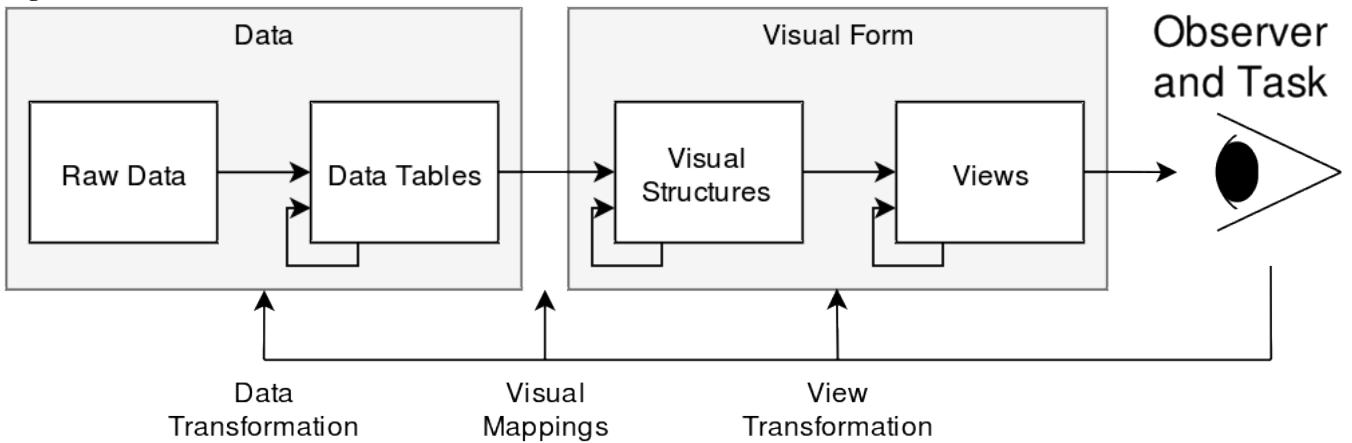 Data
Visual Form
Observer
and Task
Raw Data
Data Tables
Visual
Structures
Views
Data
Transformation
Visual
Mappings
View
Transformation